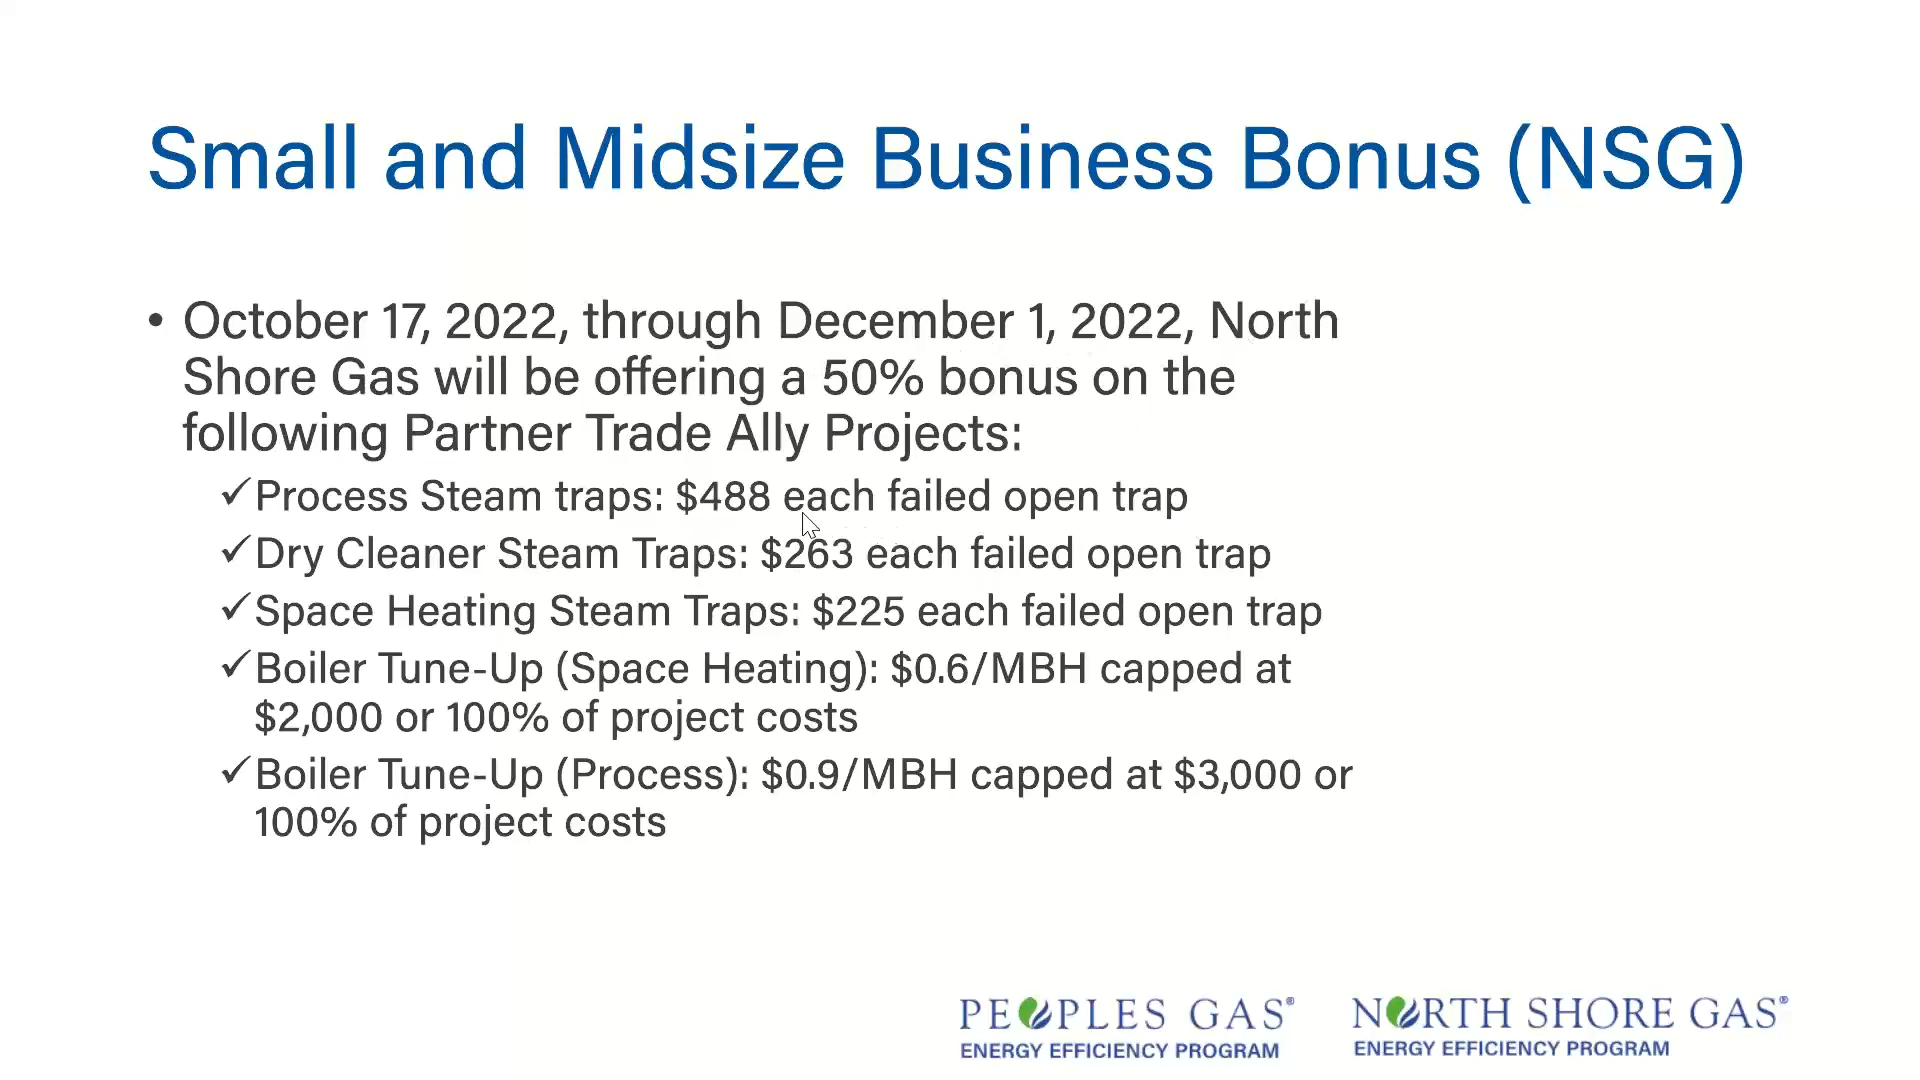 Small and Midsize Business Bonus (NSG)
• October 17, 2022, through December 1, 2022, North
Shore Gas will be offering a 50% bonus on the
following Partner Trade Ally Projects:
✓Process Steam traps: $488 each failed open trap
✓Dry Cleaner Steam Traps: $263 each failed open trap
✓Space Heating Steam Traps: $225 each failed open trap
✓Boiler Tune-Up (Space Heating): $0.6/MBH capped at
$2,000 or 100% of project costs
✓Boiler Tune-Up (Process): $0.9/MBH capped at $3,000 or
100% of project costs
PEOPLES GAS®
ENERGY EFFICIENCY PROGRAM
NORTH SHORE GAS®
ENERGY EFFICIENCY PROGRAM